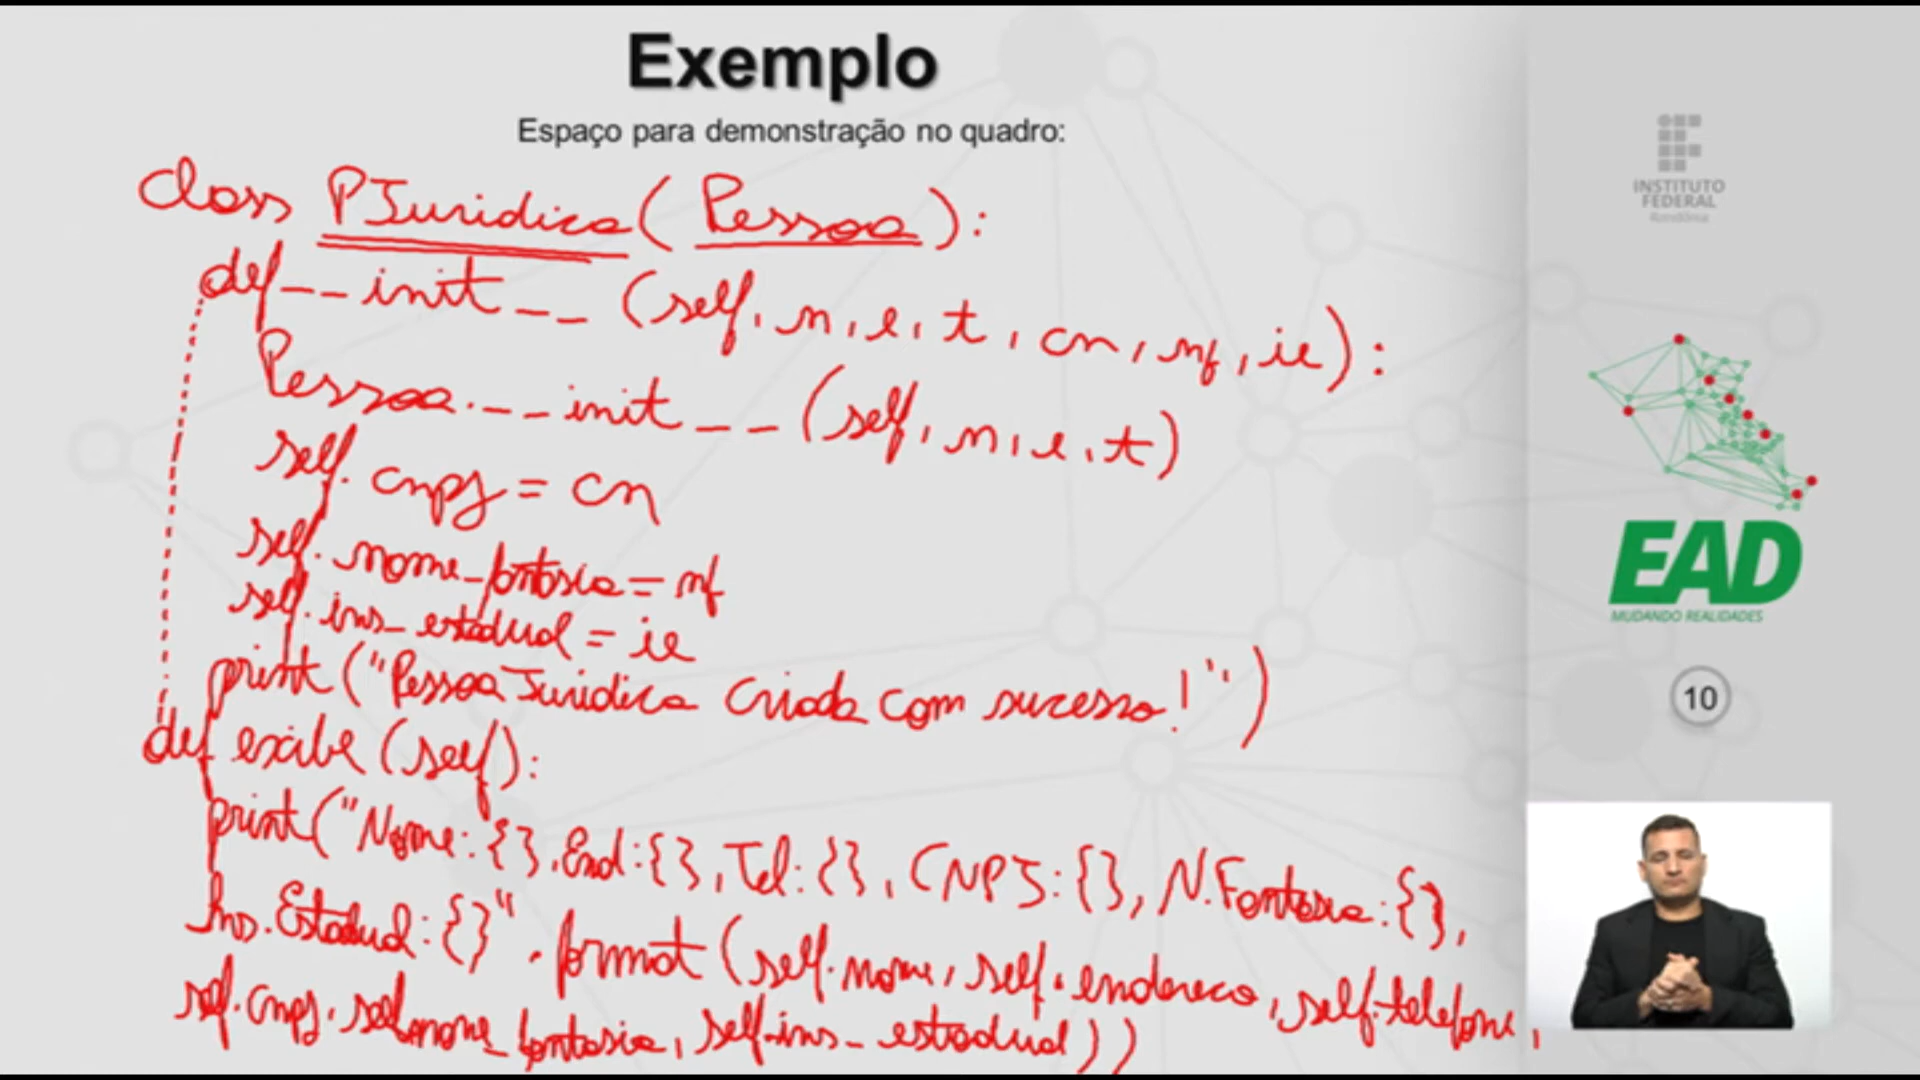 Exemplo
Espaço para demonstração no quadro:
class PJuridica(Pessoa):
def __init__ (self, n, e, t, cn, nf, ie):
Pessoa.__init__(self, n, e, t)
self.cnpj = cn
self.nome_fantasia = nf
self.ins_estadual = ie
print("Pessoa Juridica criada com sucesso!")
def exibe (self):
print("Nome:{}, End:{}, Tel:{}, CNPJ:{}, N.Fantasia:{},
Ins.Estadual:{}".format(self.nome, self.endereco, self.telefone,
self.cnpj, self.nome_fantasia, self.ins_estadual))
INSTITUTO
FEDERAL
Rondônia
EAD
MUDANDO REALIDADES
10